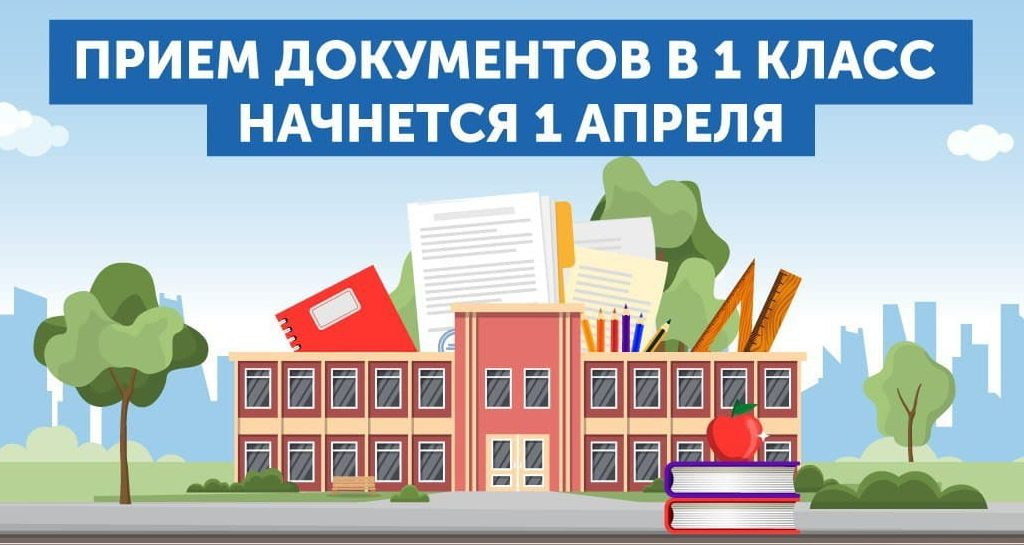 ПРИЕМ ДОКУМЕНТОВ В 1 КЛАСС
НАЧНЕТСЯ 1 АПРЕЛЯ